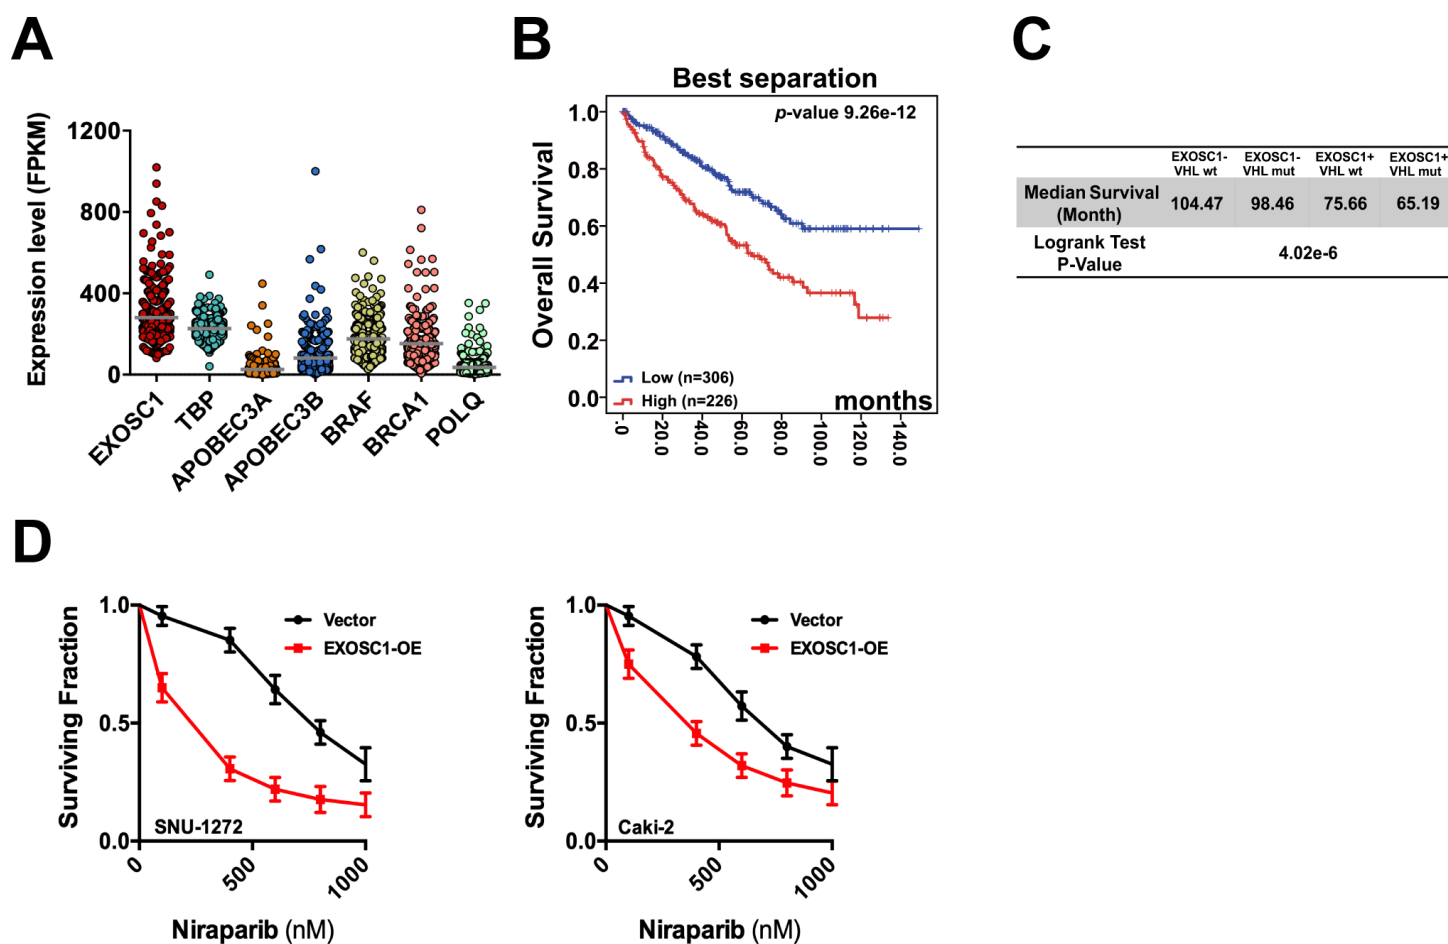 A
Expression level (FPKM)
1200
800
400
0
EXOSC1
TBP
APOBEC3A
APOBEC3B
BRAF
BRCA1
POLQ
B
Best separation
p-value 9.26e-12
Overall Survival
1.0
0.8
0.6
0.4
0.2
0.0
Low (n=306)
High (n=226)
months
.0
20.0
40.0
60.0
80.0
100.0
120.0
140.0
C
EXOSC1- EXOSC1- EXOSC1+ EXOSC1+
VHL wt VHL mut VHL wt VHL mut
Median Survival
(Month)
104.47 98.46 75.66 65.19
Logrank Test
P-Value
4.02e-6
D
Surviving Fraction
1.0
0.5
0.0
Vector
EXOSC1-OE
SNU-1272
0
500
1000
Niraparib (nM)
Surviving Fraction
1.0
0.5
0.0
Vector
EXOSC1-OE
Caki-2
0
500
1000
Niraparib (nM)